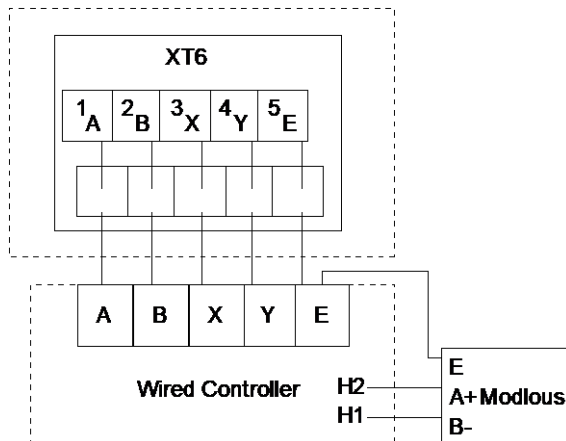 XT6
1A 2B 3X 4Y 5E
A B X Y E
E
Wired Controller H2 A+ Modlous
H1 B-